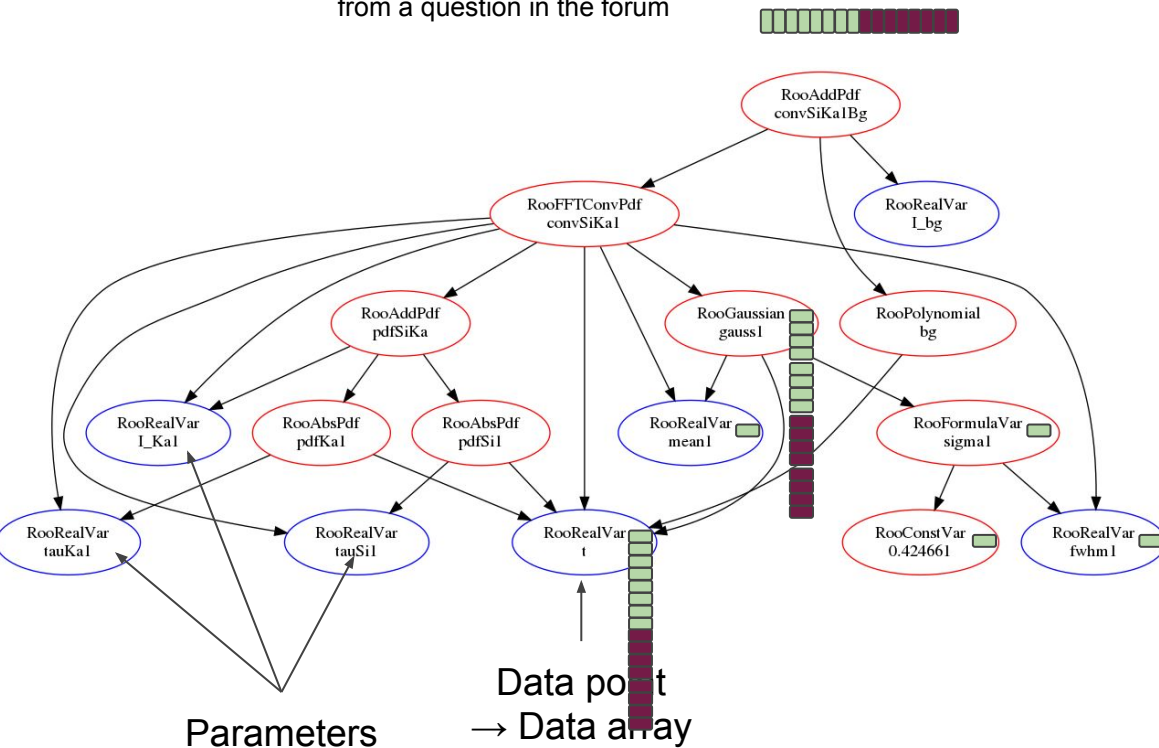 from a question in the forum
RooAddPdf
convSiKa1Bg
RooFFTConvPdf
convSiKa1
RooRealVar
I_bg
RooAddPdf
pdfSiKa
RooGaussian
gauss1
RooPolynomial
bg
RooRealVar
I_Ka1
RooAbsPdf
pdfKa1
RooAbsPdf
pdfSi1
RooRealVar
mean1
RooFormulaVar
sigma1
RooRealVar
tauKa1
RooRealVar
tauSi1
RooRealVar
t
RooConstVar
0.424661
RooRealVar
fwhm1
Data point
→ Data array
Parameters